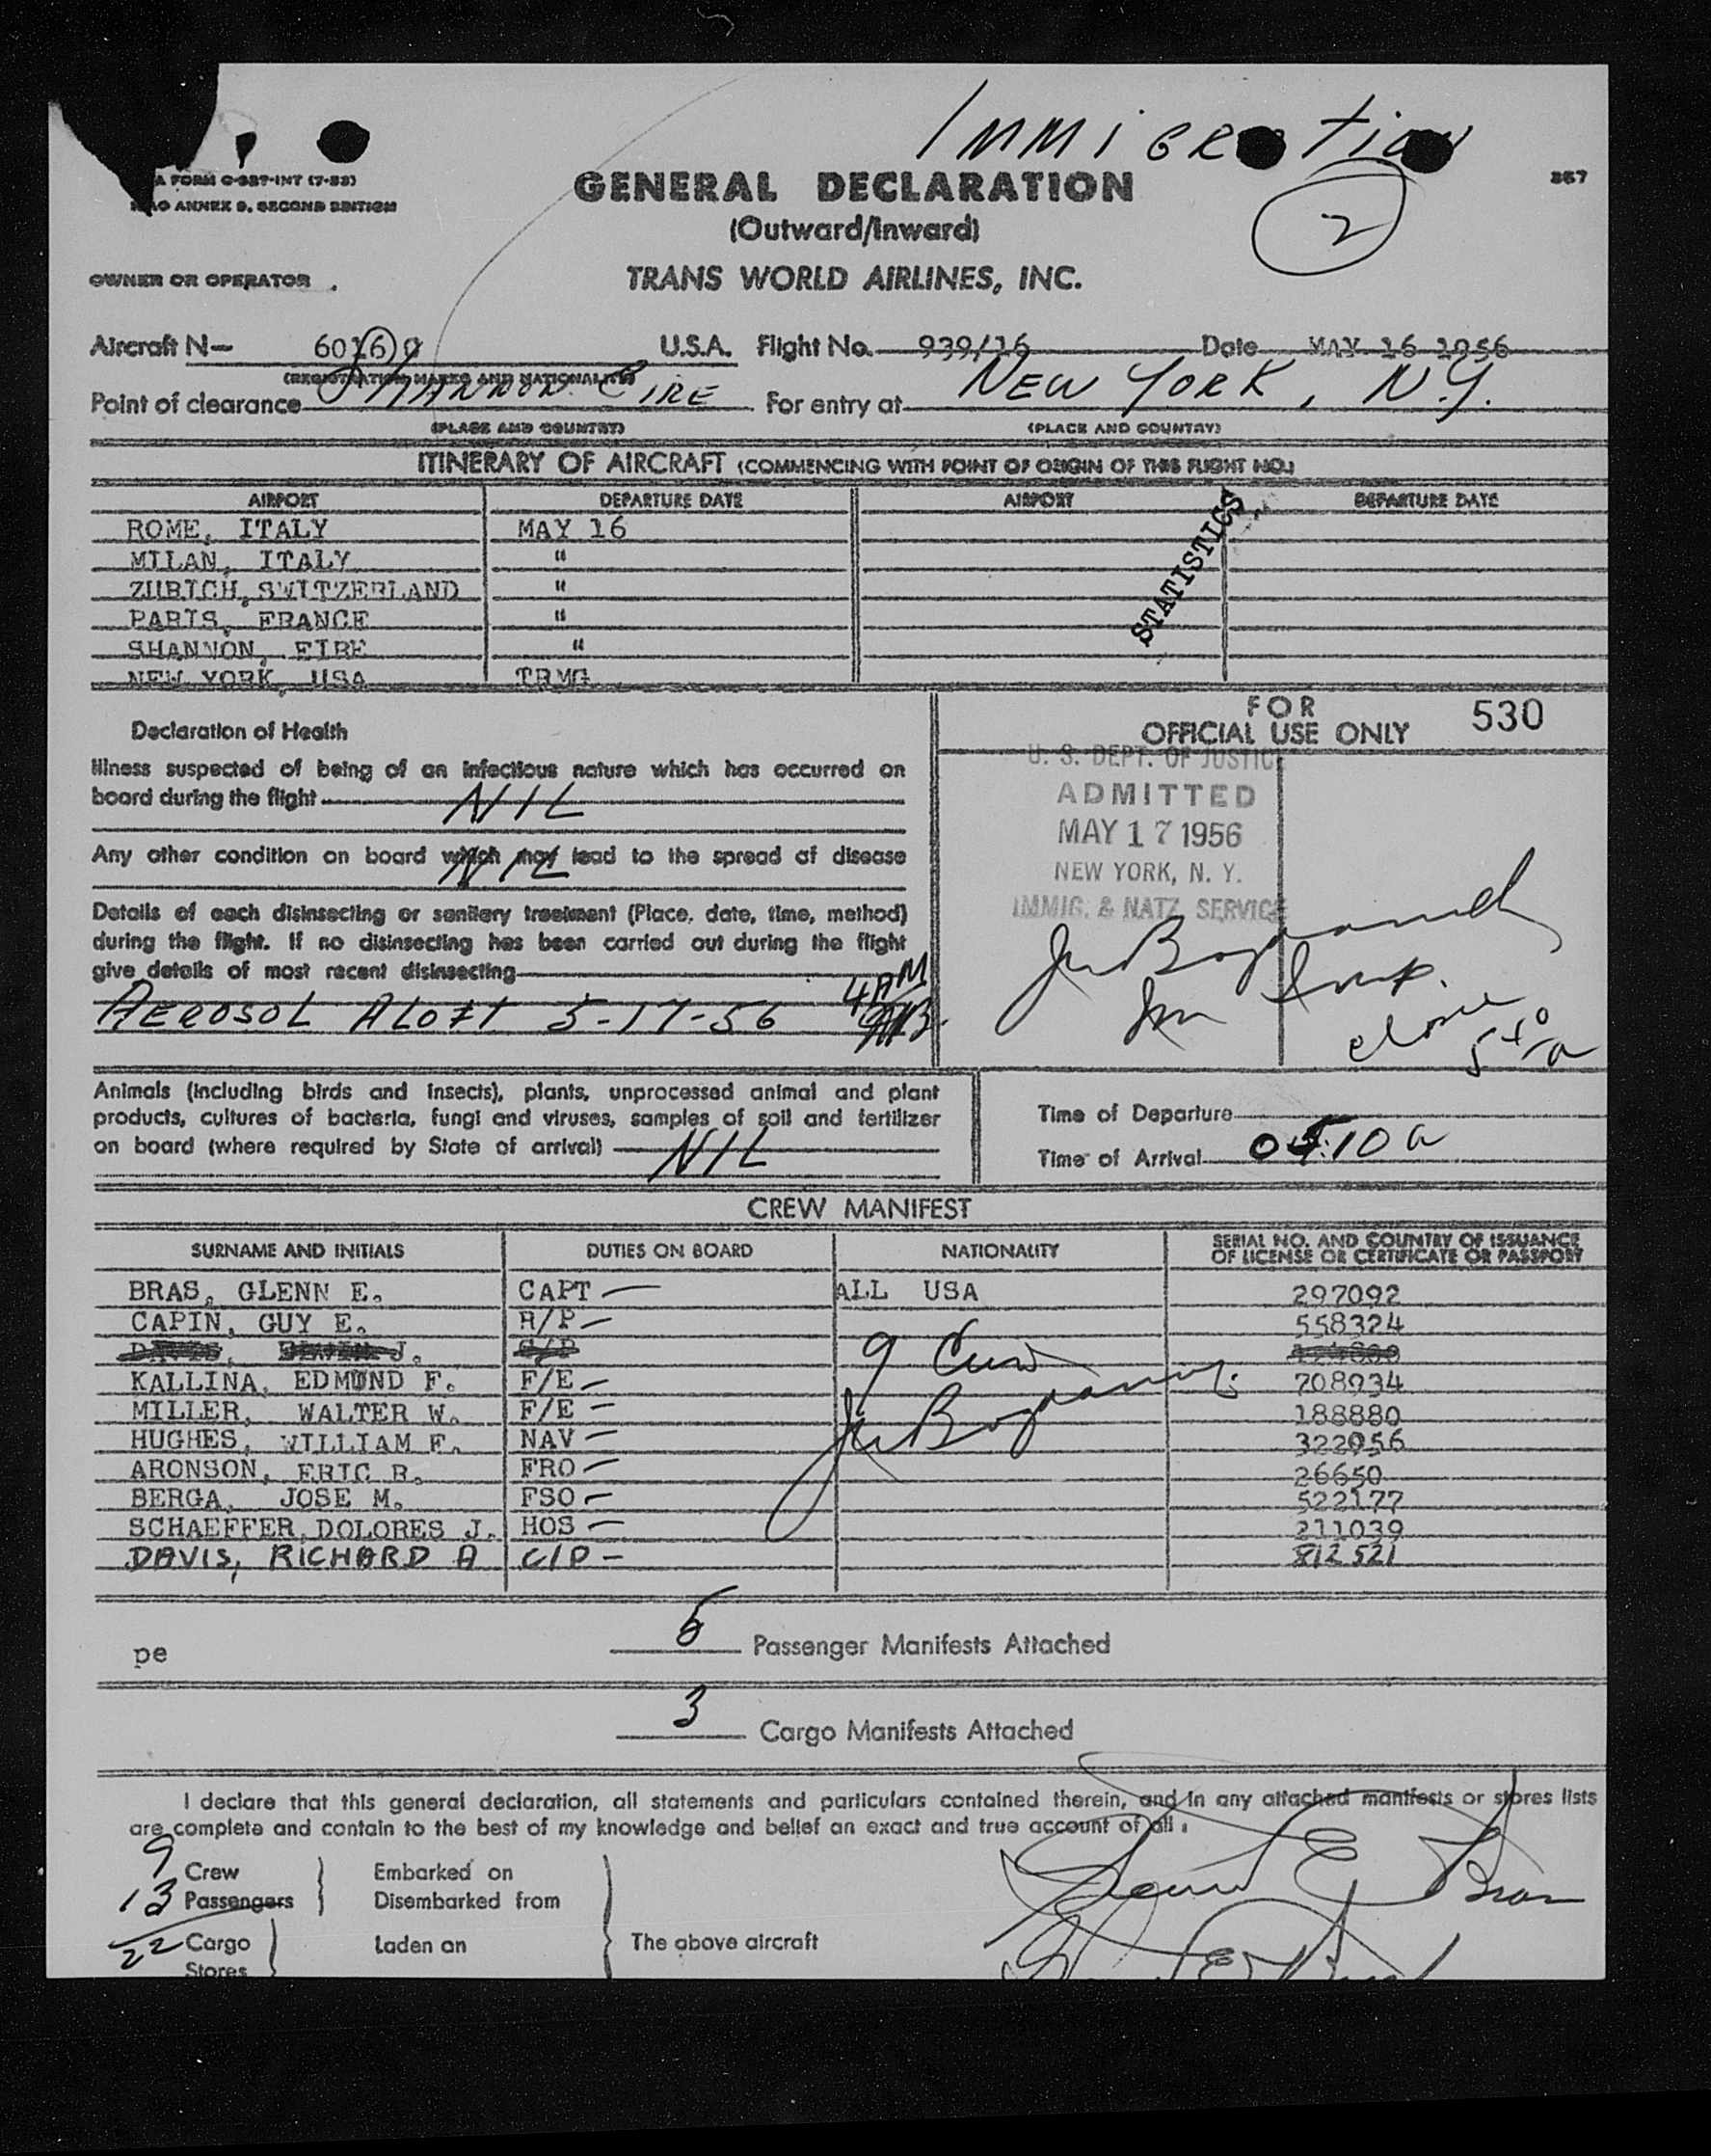 IMMIGRATION
A FORM C-537-INT (7-53)
ICAO ANNEX 9, SECOND EDITION
GENERAL DECLARATION
367
(Outward/Inward)
2
OWNER OR OPERATOR
TRANS WORLD AIRLINES, INC.
Aircraft N— U.S.A. Flight No. 939/16 Date MAY 16 1956
(REGISTRATION MARKS AND NATIONALITY)
Point of clearance SHANNON EIRE For entry at NEW YORK, N.Y.
(PLACE AND COUNTRY) (PLACE AND COUNTRY)
ITINERARY OF AIRCRAFT (COMMENCING WITH POINT OF ORIGIN OF THIS FLIGHT NO.)
AIRPORT DEPARTURE DATE AIRPORT DEPARTURE DATE
ROME, ITALY MAY 16
MILAN, ITALY "
ZURICH, SWITZERLAND "
PARIS, FRANCE "
SHANNON, EIRE "
NEW YORK, USA TRMG
STATISTICS
FOR
OFFICIAL USE ONLY 530
Declaration of Health
Illness suspected of being of an infectious nature which has occurred on
board during the flight NIL
Any other condition on board which may lead to the spread of disease
NIL
Details of each disinsecting or sanitary treatment (Place, date, time, method)
during the flight. If no disinsecting has been carried out during the flight
give details of most recent disinsecting
AEROSOL ALOFT 5-17-56 4AM
U. S. DEPT. OF JUSTICE
ADMITTED
MAY 17 1956
NEW YORK, N. Y.
IMMIG. & NATZ. SERVICE
Animals (including birds and insects), plants, unprocessed animal and plant
products, cultures of bacteria, fungi and viruses, samples of soil and fertilizer
on board (where required by State of arrival) NIL
Time of Departure
Time of Arrival 05:10 a
CREW MANIFEST
SURNAME AND INITIALS DUTIES ON BOARD NATIONALITY SERIAL NO. AND COUNTRY OF ISSUANCE
OF LICENSE OR CERTIFICATE OR PASSPORT
BRAS, GLENN E. CAPT — ALL USA 297092
CAPIN, GUY E. R/P — 558324
KALLINA, EDMUND F. F/E — 708934
MILLER, WALTER W. F/E — 188880
HUGHES, WILLIAM F. NAV — 322056
ARONSON, ERIC R. FRO — 26650
BERGA, JOSE M. FSO — 522177
SCHAEFFER, DOLORES J. HOS — 211039
DAVIS, RICHARD A C/P — 812521
9 Crew
pe
5 Passenger Manifests Attached
3 Cargo Manifests Attached
I declare that this general declaration, all statements and particulars contained therein, and in any attached manifests or stores lists
are complete and contain to the best of my knowledge and belief an exact and true account of all:
9 Crew Embarked on
13 Passengers Disembarked from
22 Cargo Laden on The above aircraft
Stores
Glenn E Bras